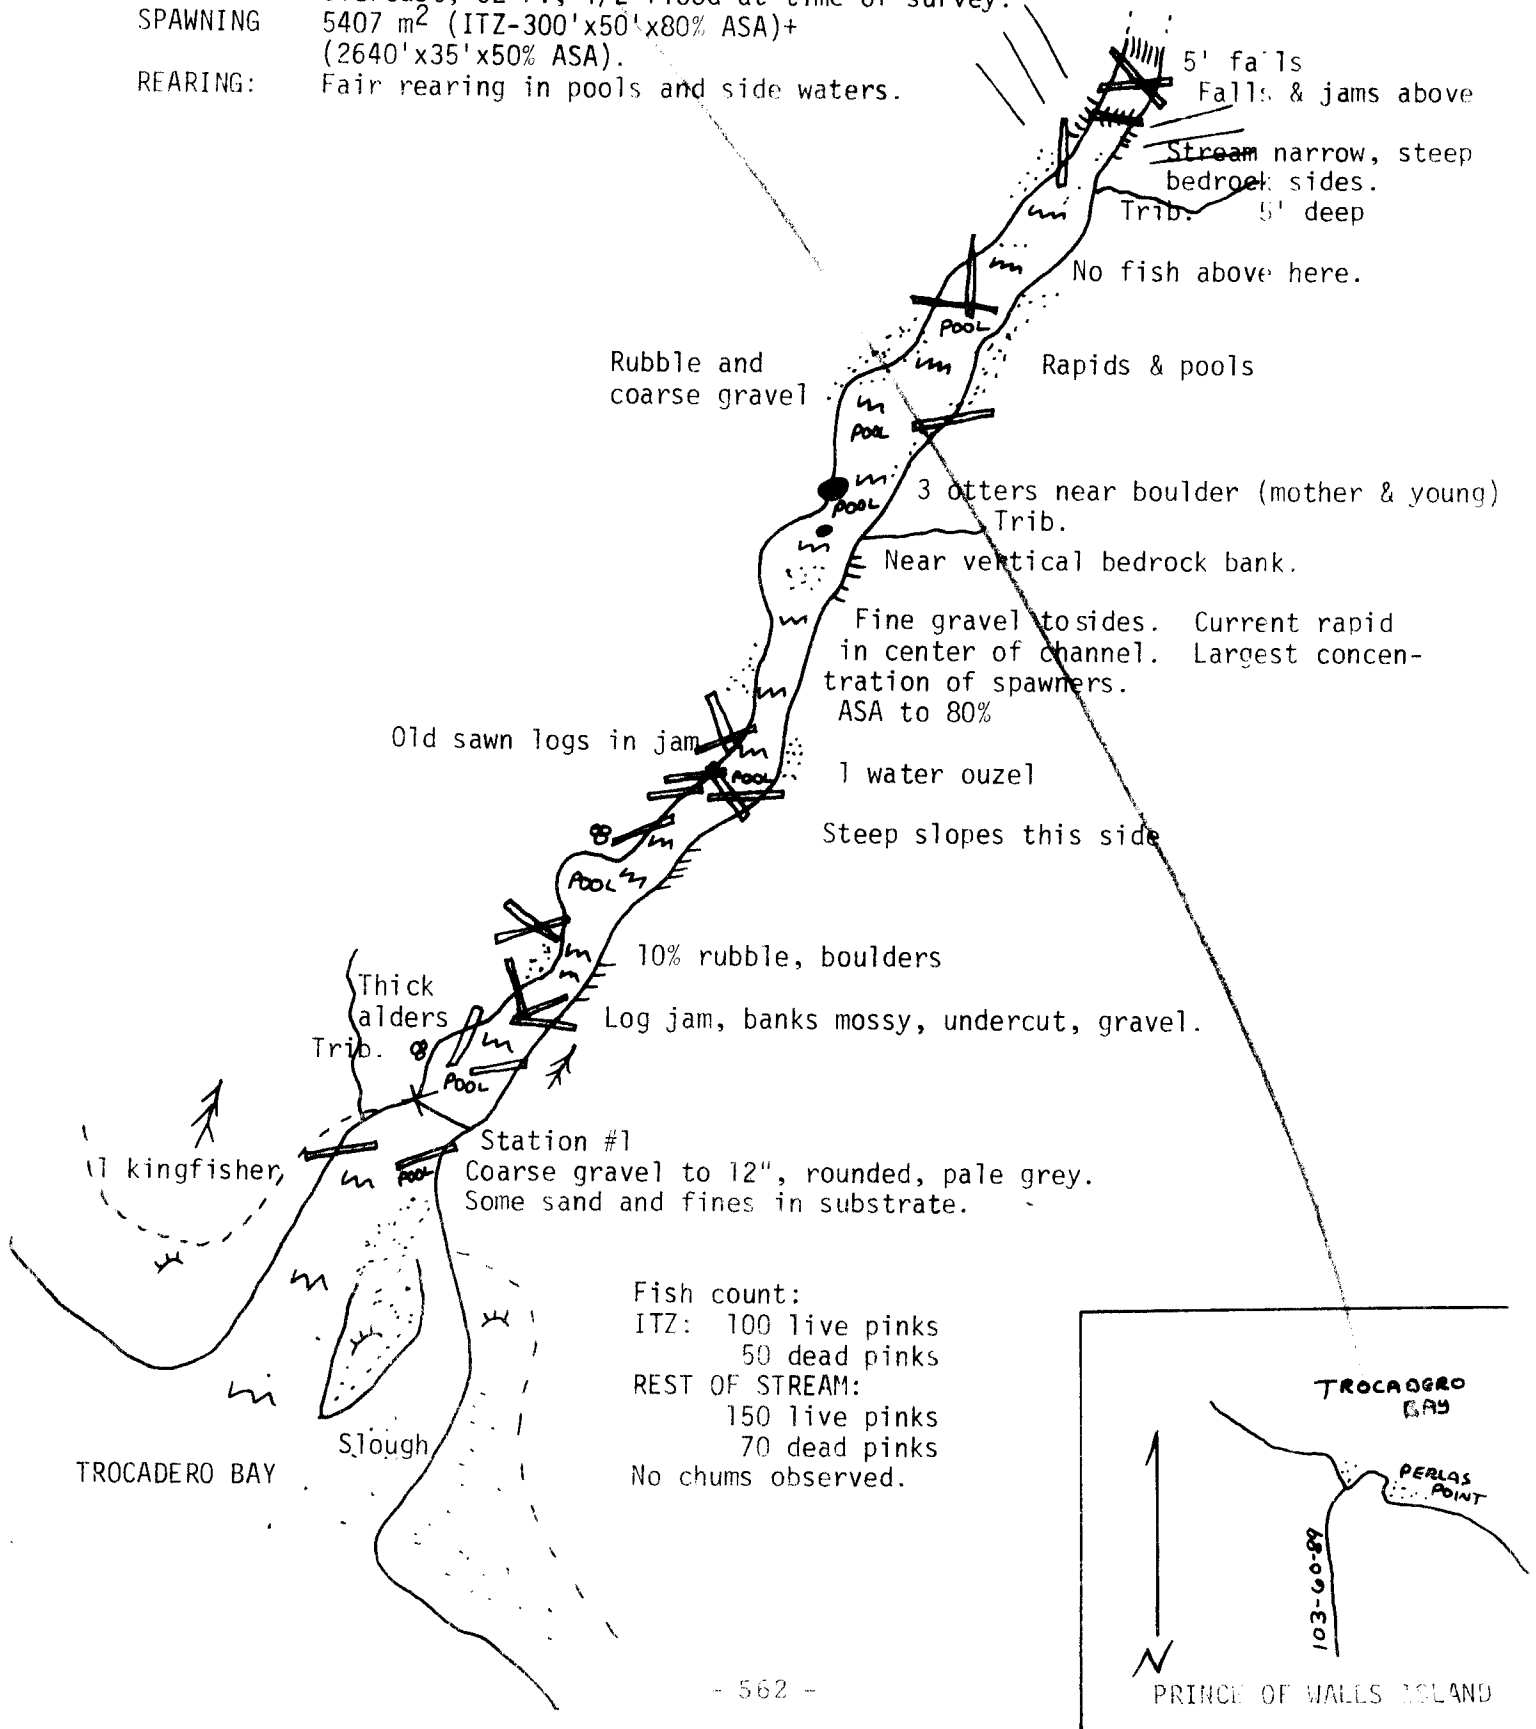 SPAWNING 5407 m² (ITZ-300'x50'x80% ASA)+
(2640'x35'x50% ASA).
REARING: Fair rearing in pools and side waters.
5' falls
Falls & jams above
Stream narrow, steep
bedrock sides.
Trib. 5' deep
No fish above here.
POOL
Rubble and
coarse gravel
Rapids & pools
POOL
3 otters near boulder (mother & young)
POOL
Trib.
Near vertical bedrock bank.
Fine gravel to sides. Current rapid
in center of channel. Largest concen-
tration of spawners.
ASA to 80%
Old sawn logs in jam
POOL
1 water ouzel
Steep slopes this side
POOL
10% rubble, boulders
Thick
alders
Log jam, banks mossy, undercut, gravel.
Trib.
POOL
Station #1
1 kingfisher,
POOL
Coarse gravel to 12", rounded, pale grey.
Some sand and fines in substrate.
Fish count:
ITZ: 100 live pinks
50 dead pinks
REST OF STREAM:
150 live pinks
70 dead pinks
No chums observed.
Slough
TROCADERO BAY
TROCADERO
BAY
PERLAS
POINT
103-60-89
N
PRINCE OF WALLS ISLAND
- 562 -